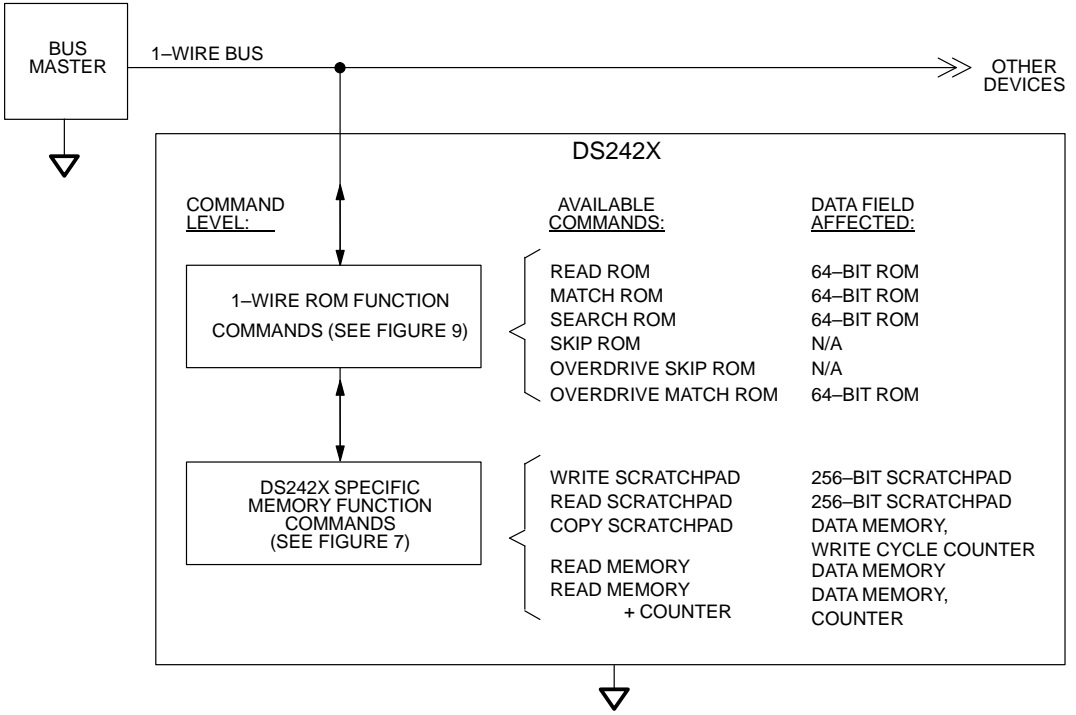 BUS
MASTER
1–WIRE BUS
OTHER
DEVICES
DS242X
COMMAND
LEVEL:
AVAILABLE
COMMANDS:
DATA FIELD
AFFECTED:
1–WIRE ROM FUNCTION
COMMANDS (SEE FIGURE 9)
READ ROM 64–BIT ROM
MATCH ROM 64–BIT ROM
SEARCH ROM 64–BIT ROM
SKIP ROM N/A
OVERDRIVE SKIP ROM N/A
OVERDRIVE MATCH ROM 64–BIT ROM
DS242X SPECIFIC
MEMORY FUNCTION
COMMANDS
(SEE FIGURE 7)
WRITE SCRATCHPAD 256–BIT SCRATCHPAD
READ SCRATCHPAD 256–BIT SCRATCHPAD
COPY SCRATCHPAD DATA MEMORY,
WRITE CYCLE COUNTER
READ MEMORY DATA MEMORY
READ MEMORY DATA MEMORY,
+ COUNTER COUNTER